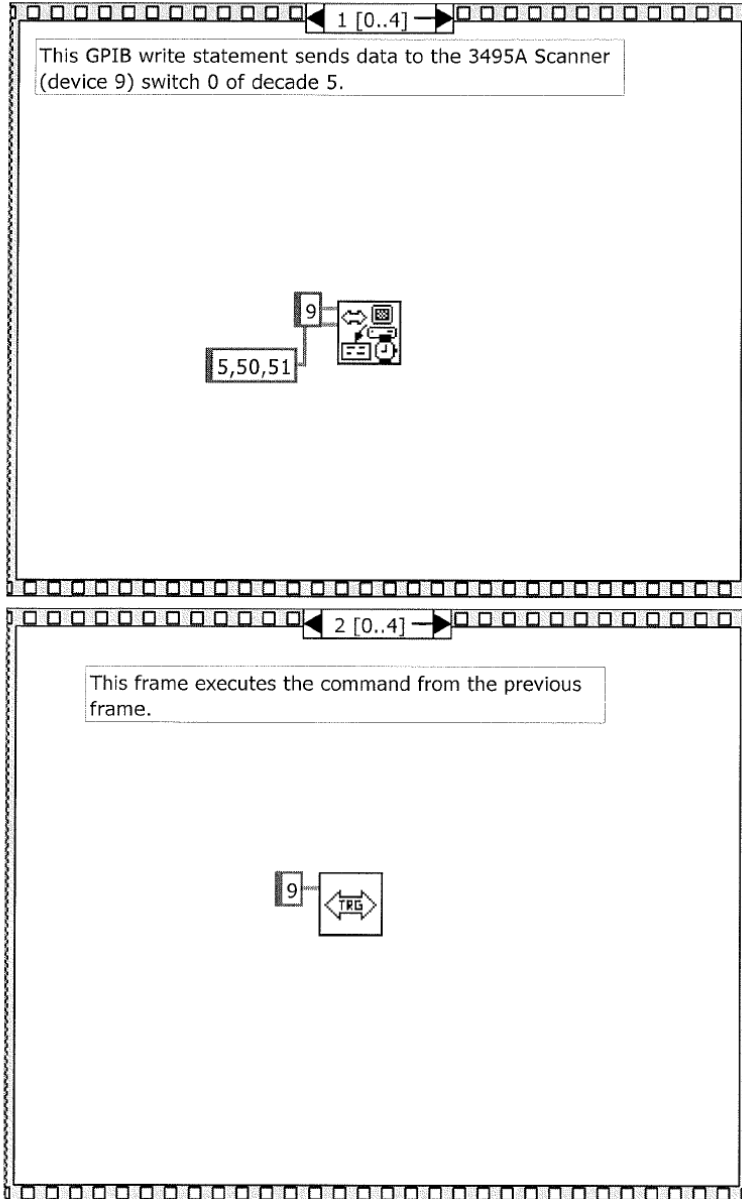 1 [0..4]
This GPIB write statement sends data to the 3495A Scanner
(device 9) switch 0 of decade 5.
9
5,50,51
2 [0..4]
This frame executes the command from the previous
frame.
9
TRG